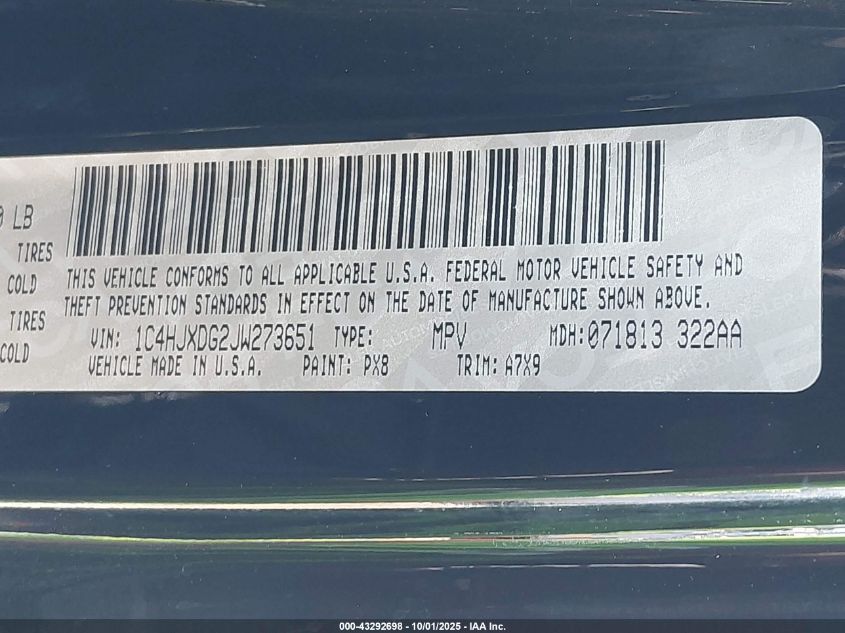 0 LB
TIRES
COLD
TIRES
COLD
THIS VEHICLE CONFORMS TO ALL APPLICABLE U.S.A. FEDERAL MOTOR VEHICLE SAFETY AND
THEFT PREVENTION STANDARDS IN EFFECT ON THE DATE OF MANUFACTURE SHOWN ABOVE.
VIN: 1C4HJXDG2JW273651 TYPE: MPV MDH:071813 322AA
VEHICLE MADE IN U.S.A. PAINT: PX8 TRIM: A7X9
000-43292698 - 10/01/2025 - IAA Inc.